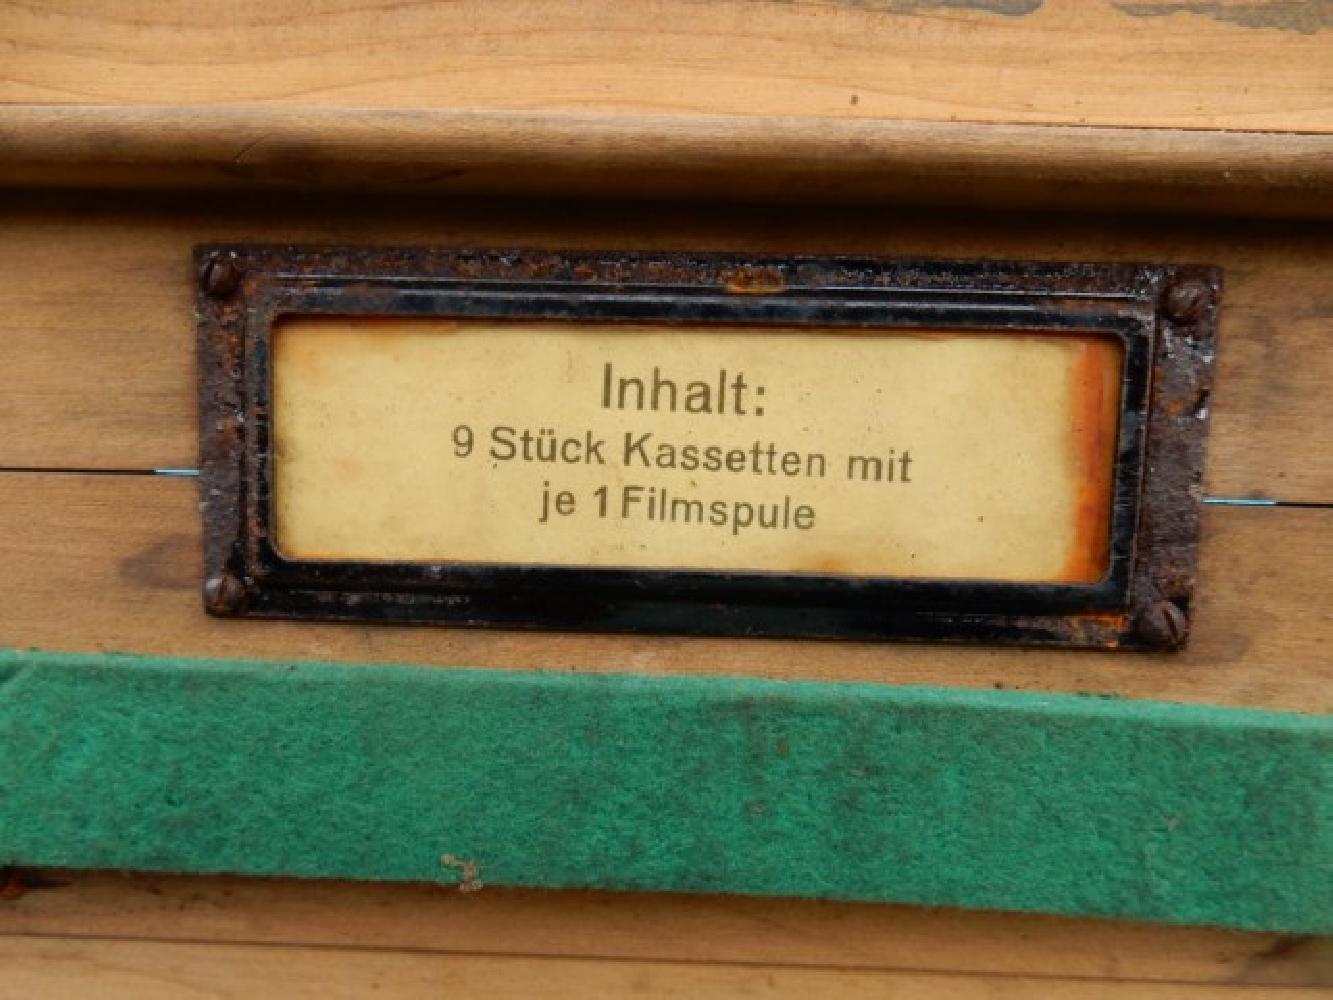 Inhalt:
9 Stück Kassetten mit
je 1 Filmspule